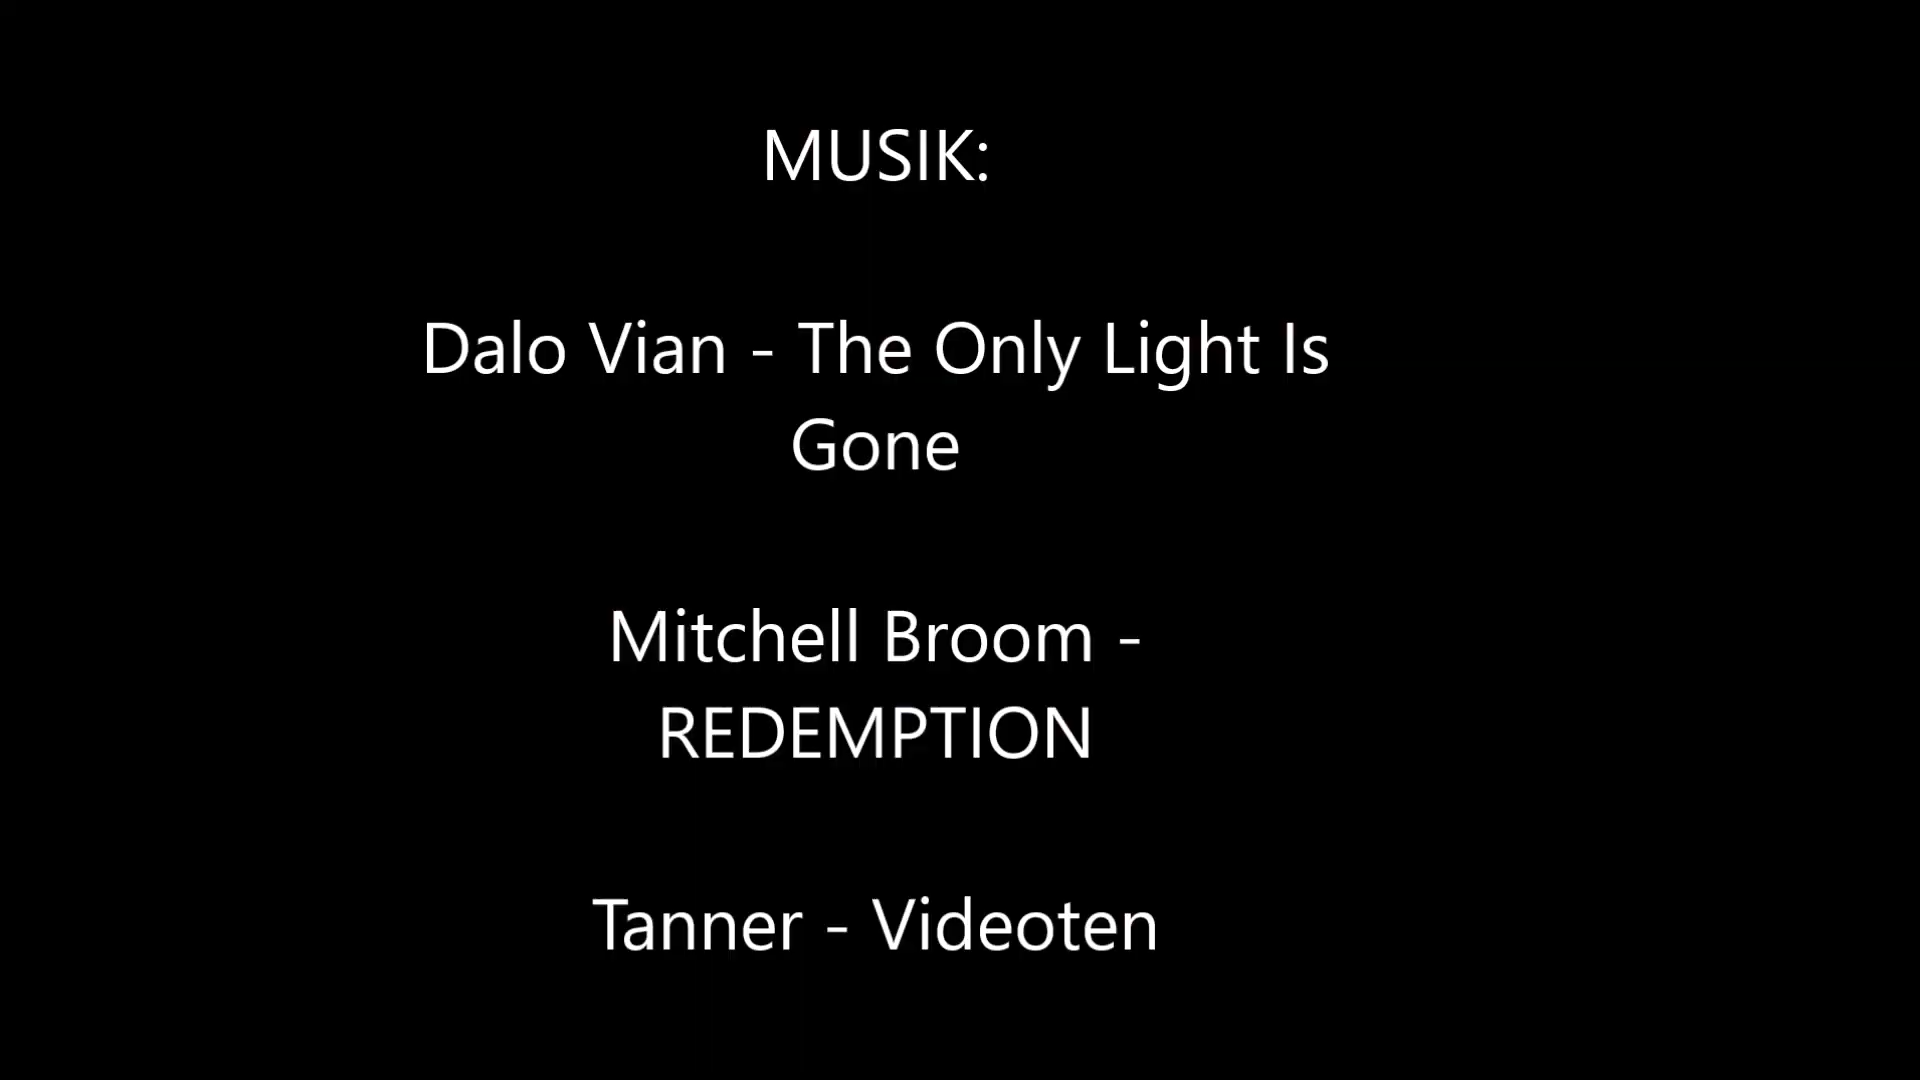 MUSIK:
Dalo Vian - The Only Light Is
Gone
Mitchell Broom -
REDEMPTION
Tanner - Videoten